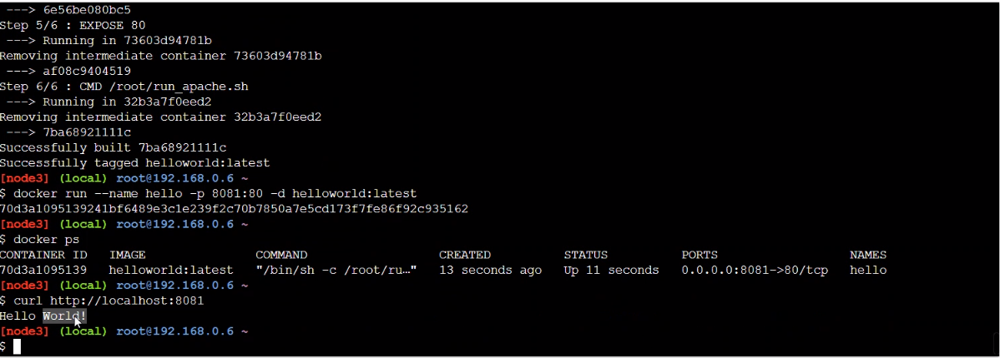 ---> 6e56be080bc5
Step 5/6 : EXPOSE 80
---> Running in 73603d94781b
Removing intermediate container 73603d94781b
---> af08c9404519
Step 6/6 : CMD /root/run_apache.sh
---> Running in 32b3a7f0eed2
Removing intermediate container 32b3a7f0eed2
---> 7ba68921111c
Successfully built 7ba68921111c
Successfully tagged helloworld:latest
[node3] (local) root@192.168.0.6 ~
$ docker run --name hello -p 8081:80 -d helloworld:latest
70d3a1095139241bf6489e3c1e239f2c70b7850a7e5cd173f7fe86f92c935162
[node3] (local) root@192.168.0.6 ~
$ docker ps
CONTAINER ID IMAGE COMMAND CREATED STATUS PORTS NAMES
70d3a1095139 helloworld:latest "/bin/sh -c /root/ru…" 13 seconds ago Up 11 seconds 0.0.0.0:8081->80/tcp hello
[node3] (local) root@192.168.0.6 ~
$ curl http://localhost:8081
Hello World!
[node3] (local) root@192.168.0.6 ~
$